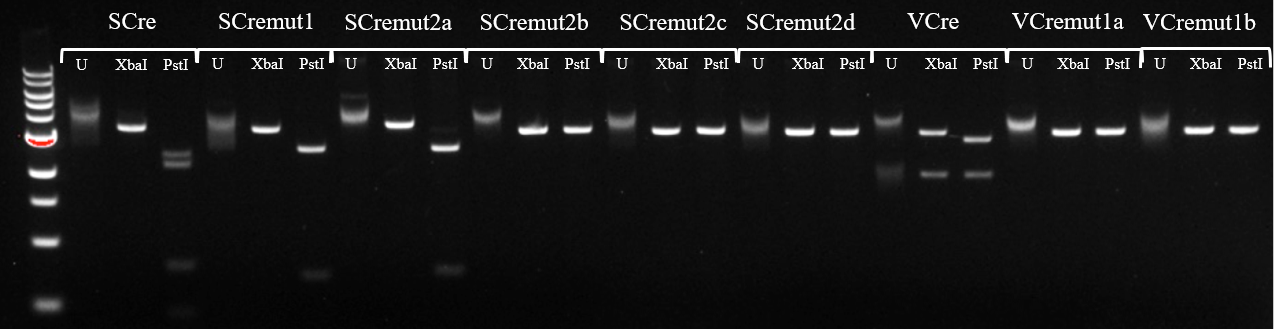 SCre SCremut1 SCremut2a SCremut2b SCremut2c SCremut2d VCre VCremut1a VCremut1b
U XbaI PstI U XbaI PstI U XbaI PstI U XbaI PstI U XbaI PstI U XbaI PstI U XbaI PstI U XbaI PstI U XbaI PstI